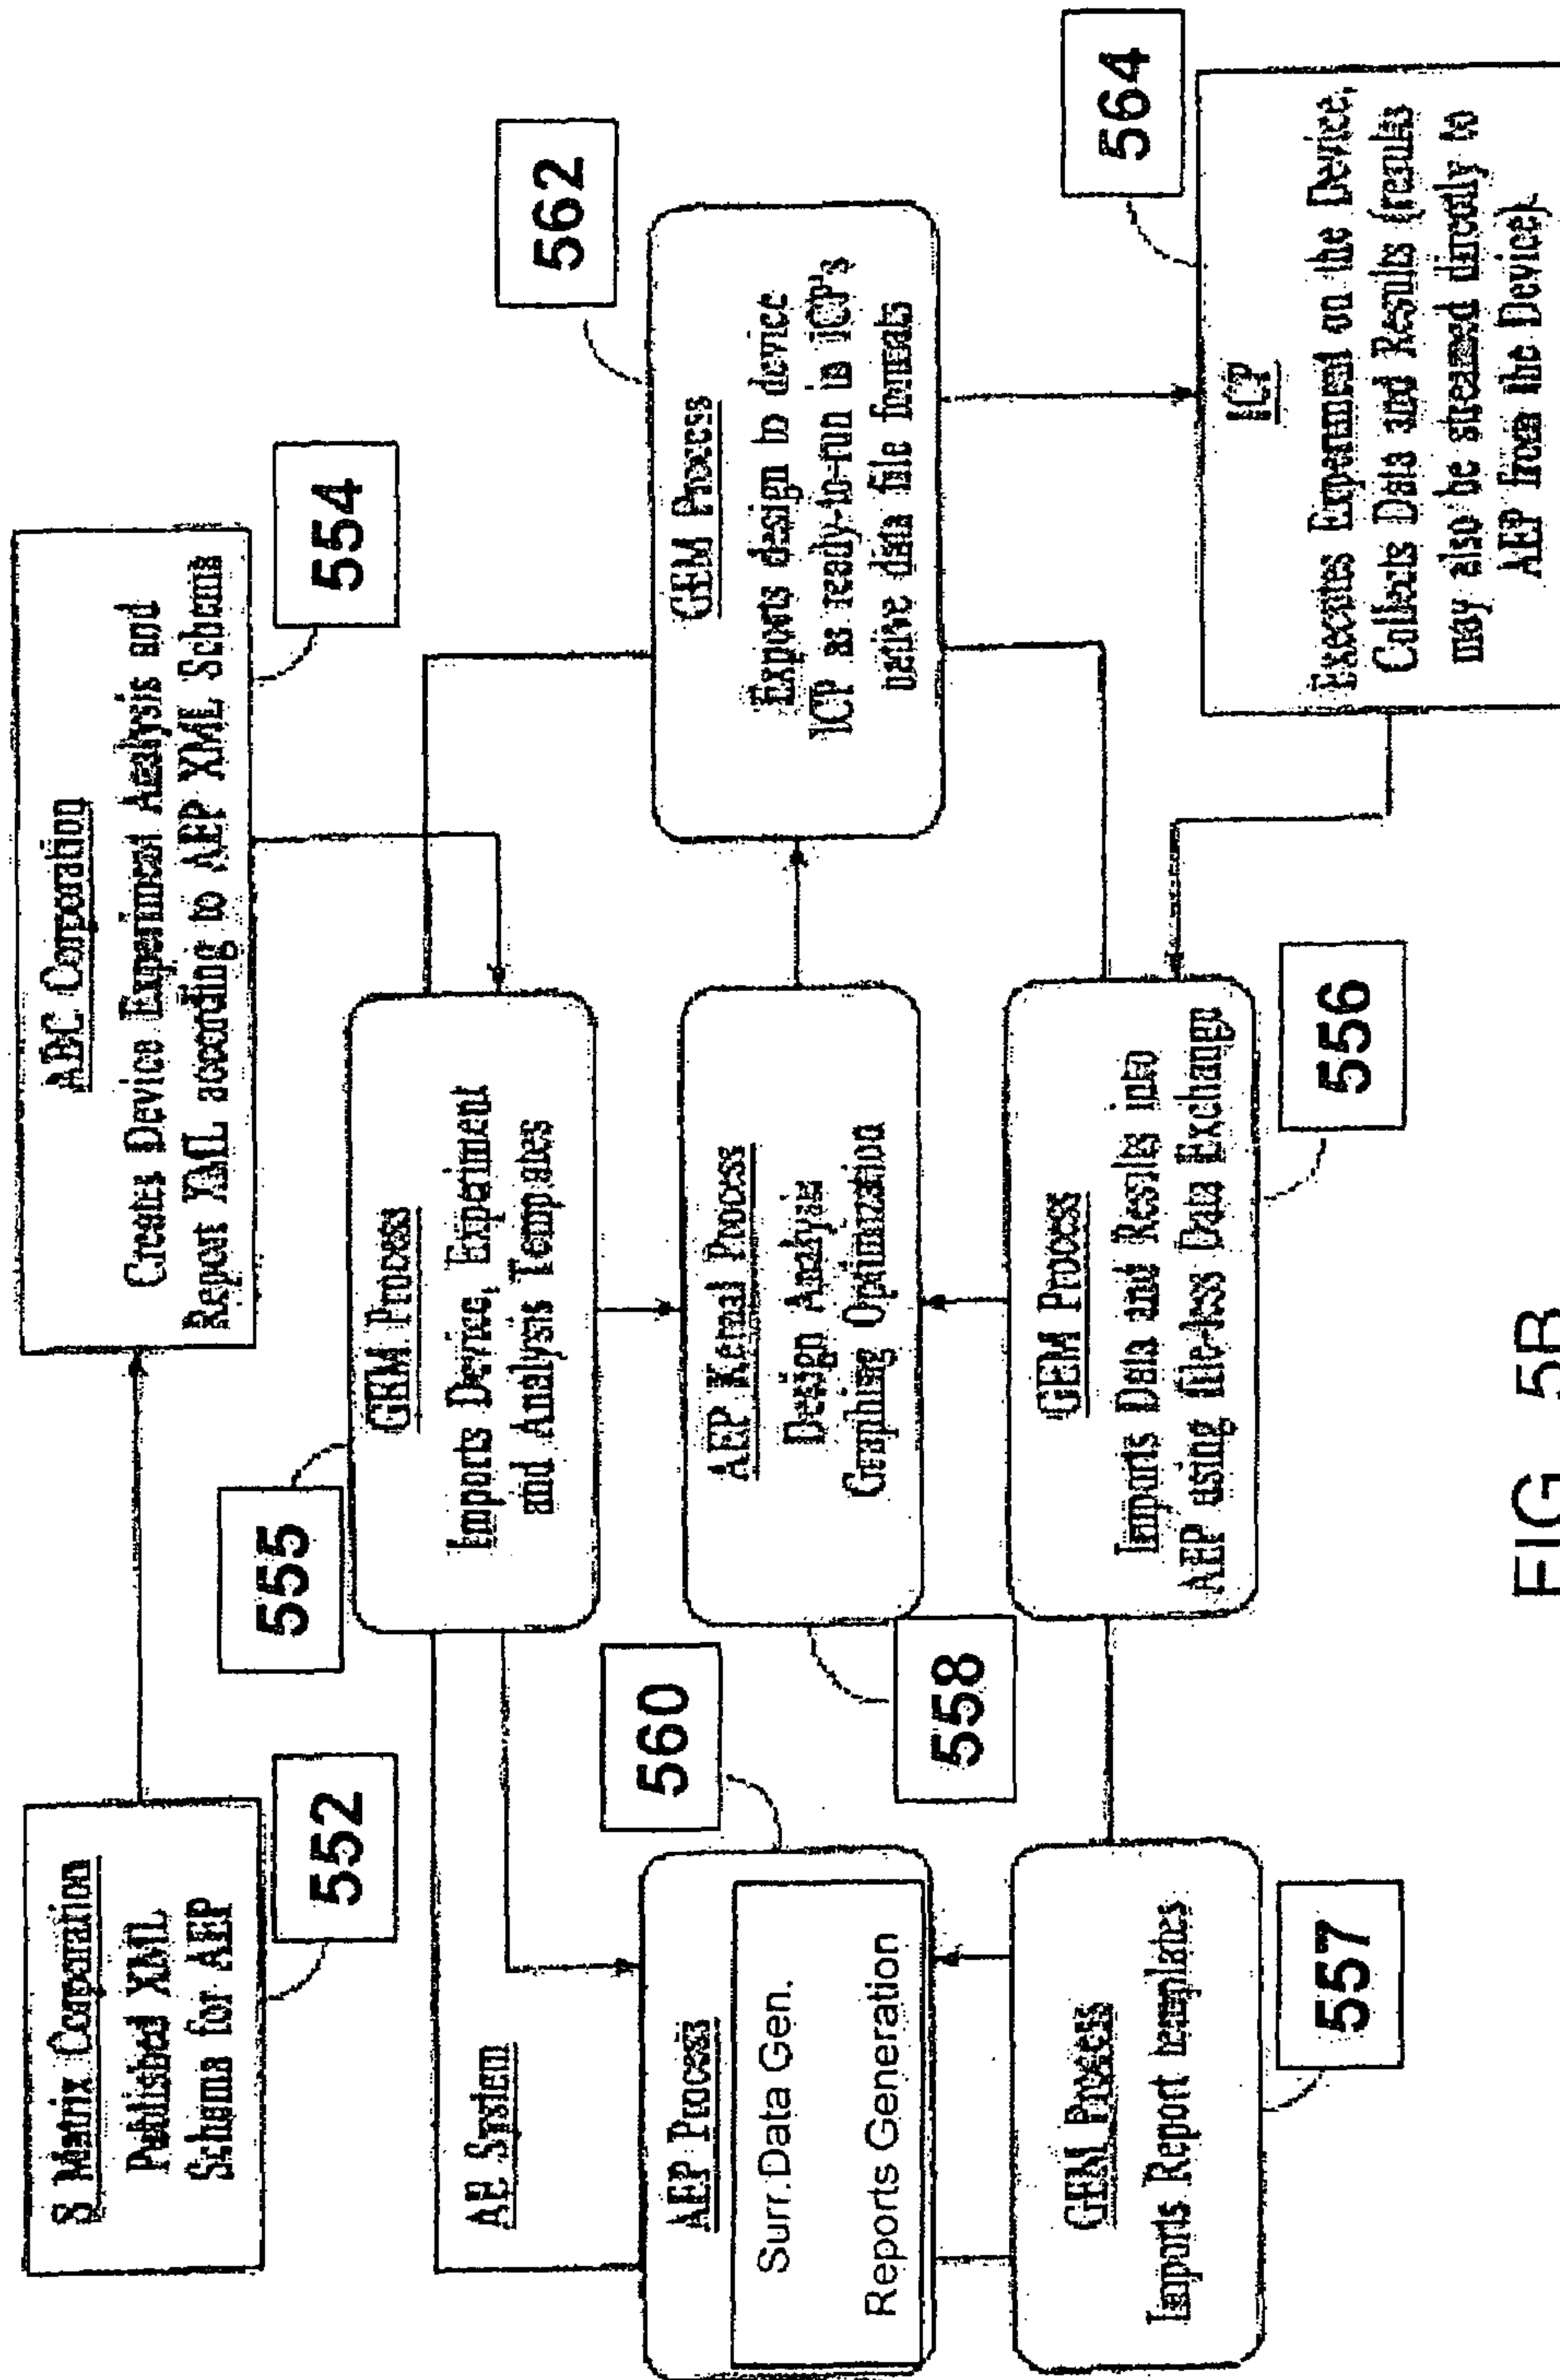 S Matrix Corporation
Published XML
Schema for AEP
552
ABC Corporation
Creates Device Experiment Analysis and
Report XML according to AEP XML Schema
554
555
GEM Process
Imports Device, Experiment
and Analysis Tempates
AE System
560
AEP Process
Surr.Data Gen.
Reports Generation
AEP Kernal Process
Design Analysis
Graphing Optimization
558
562
GEM Process
Exports design to device
ICP as ready-to-run in ICP's
native data file formats
GEM Process
Imports Report templates
557
GEM Process
Imports Data and Results into
AEP using file-less Data Exchange
556
564
ICP
Executes Experiment on the Device,
Collects Data and Results (results
may also be streamed directly to
AEP from the Device).
FIG. 5B